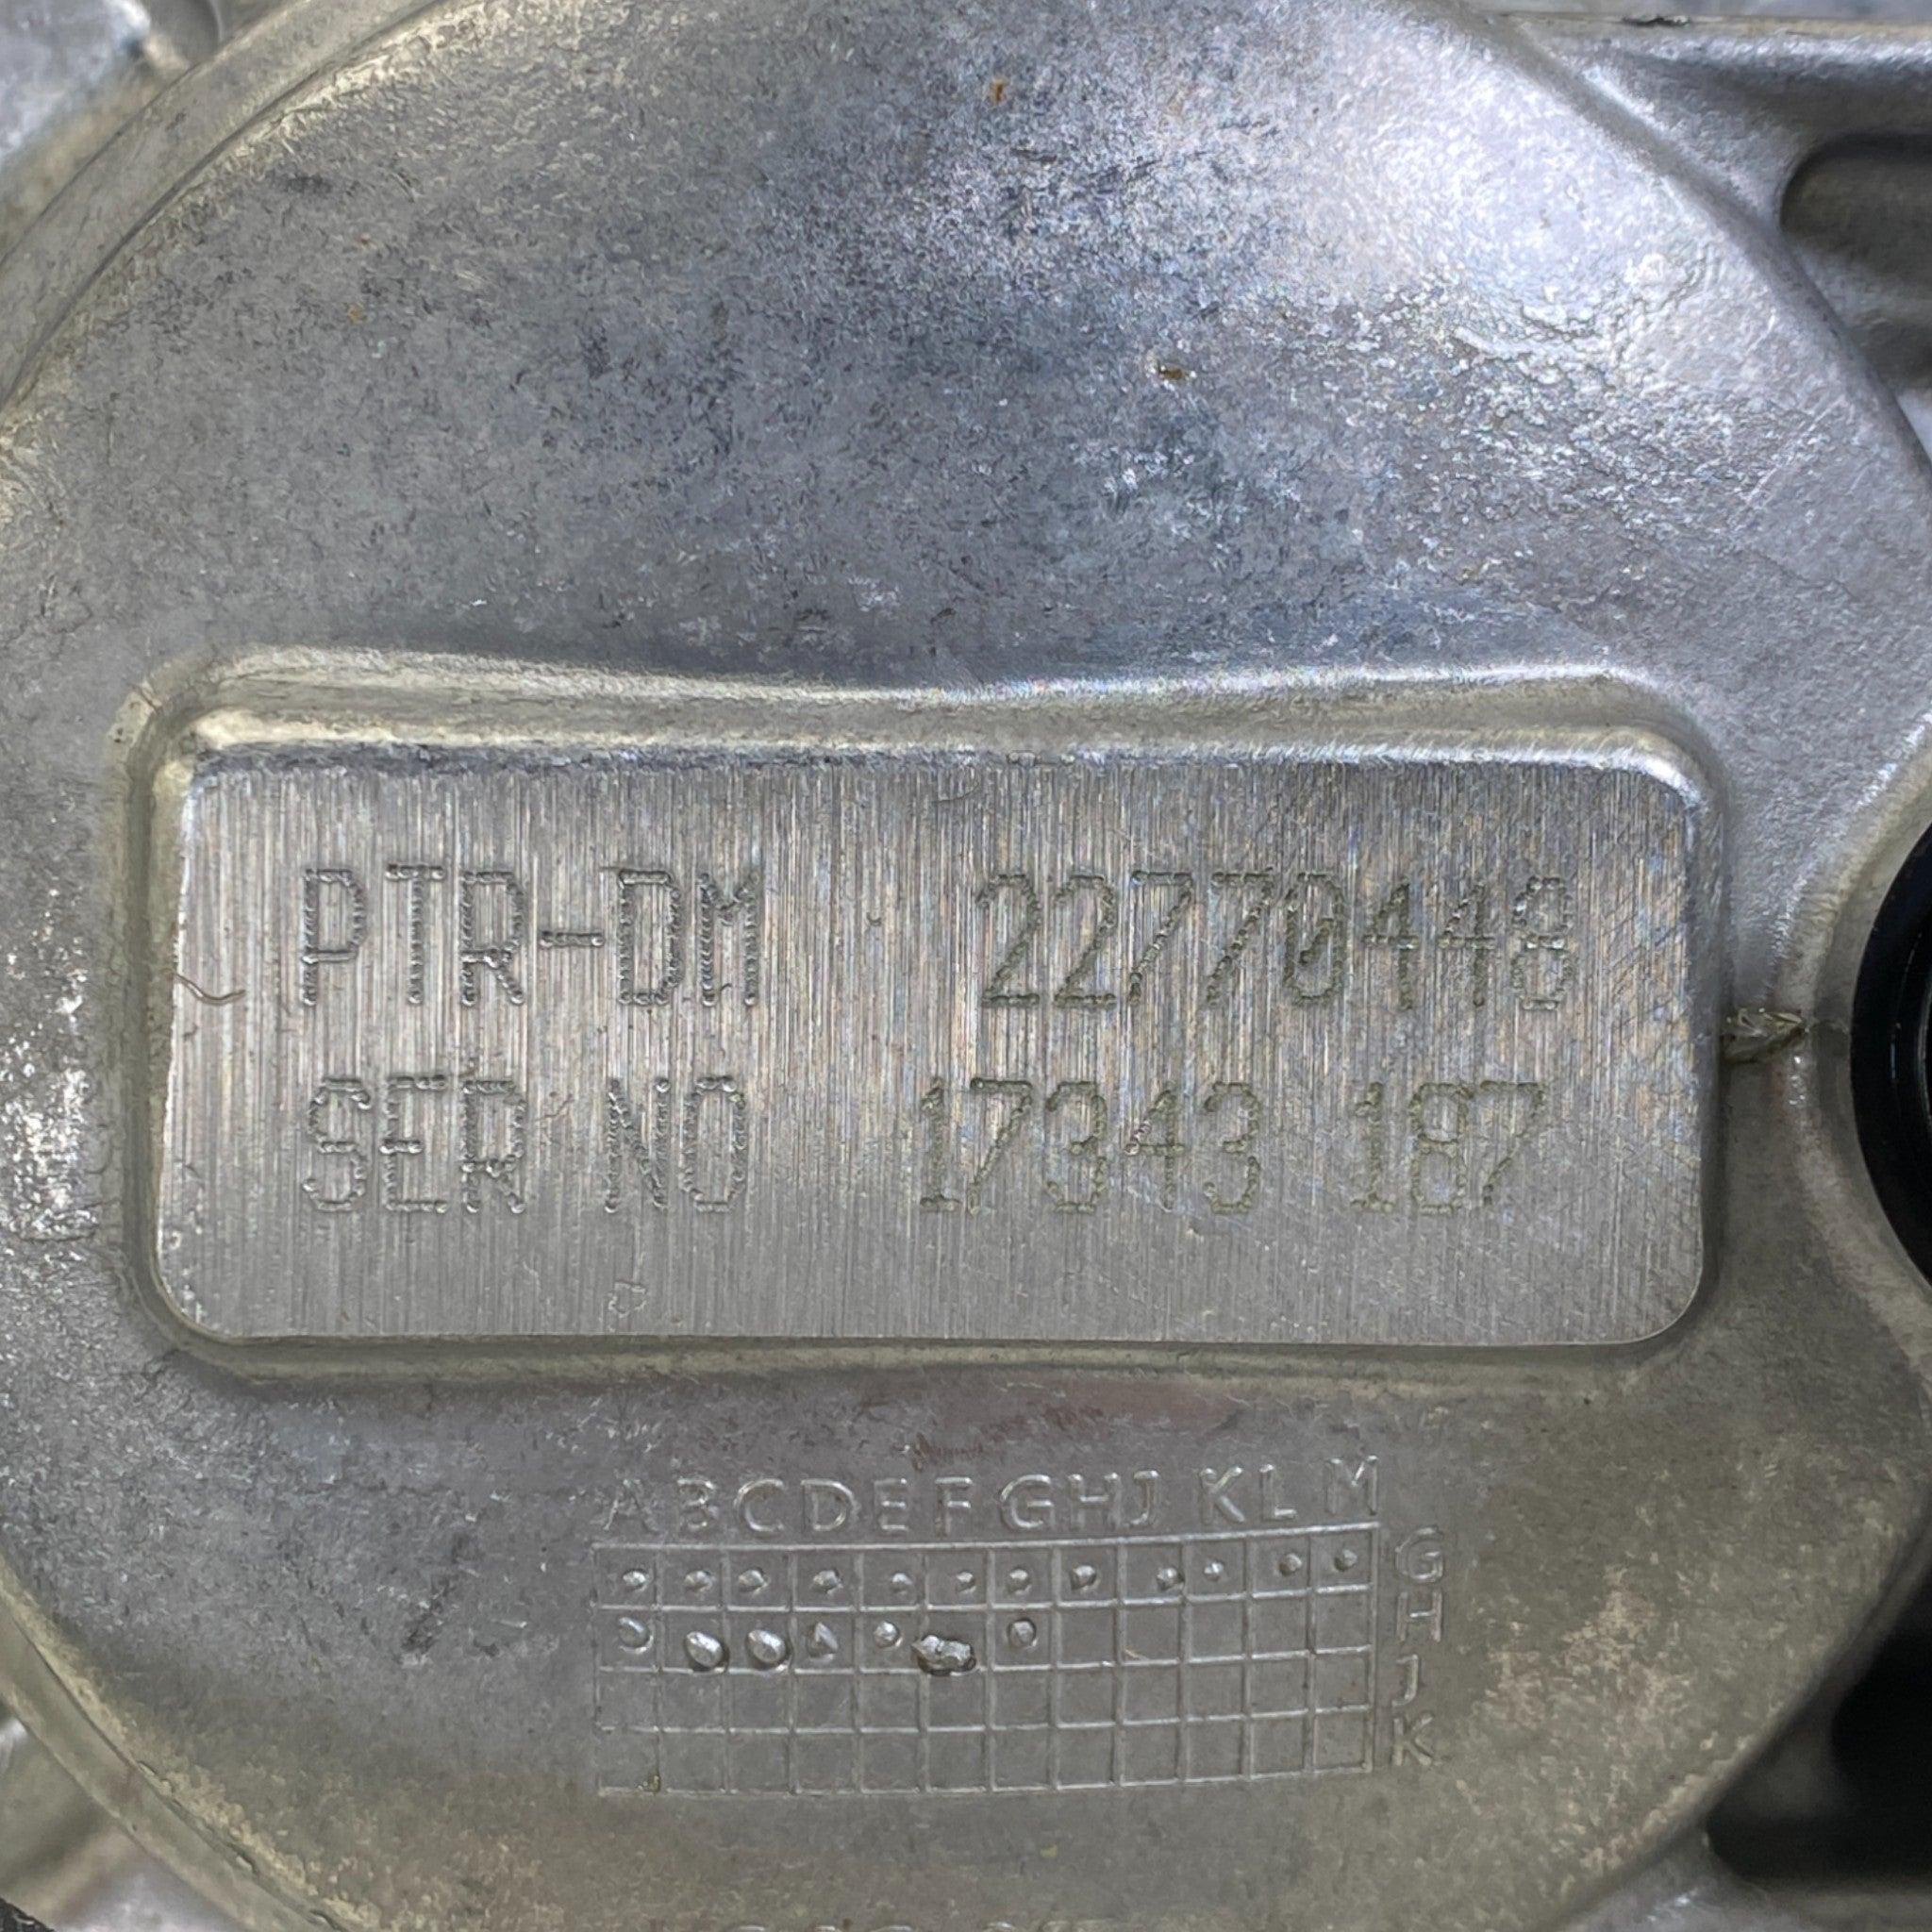 PTR-DM 22770448
SER NO 17343 187
ABCDEFGHJKLM
G
H
J
K